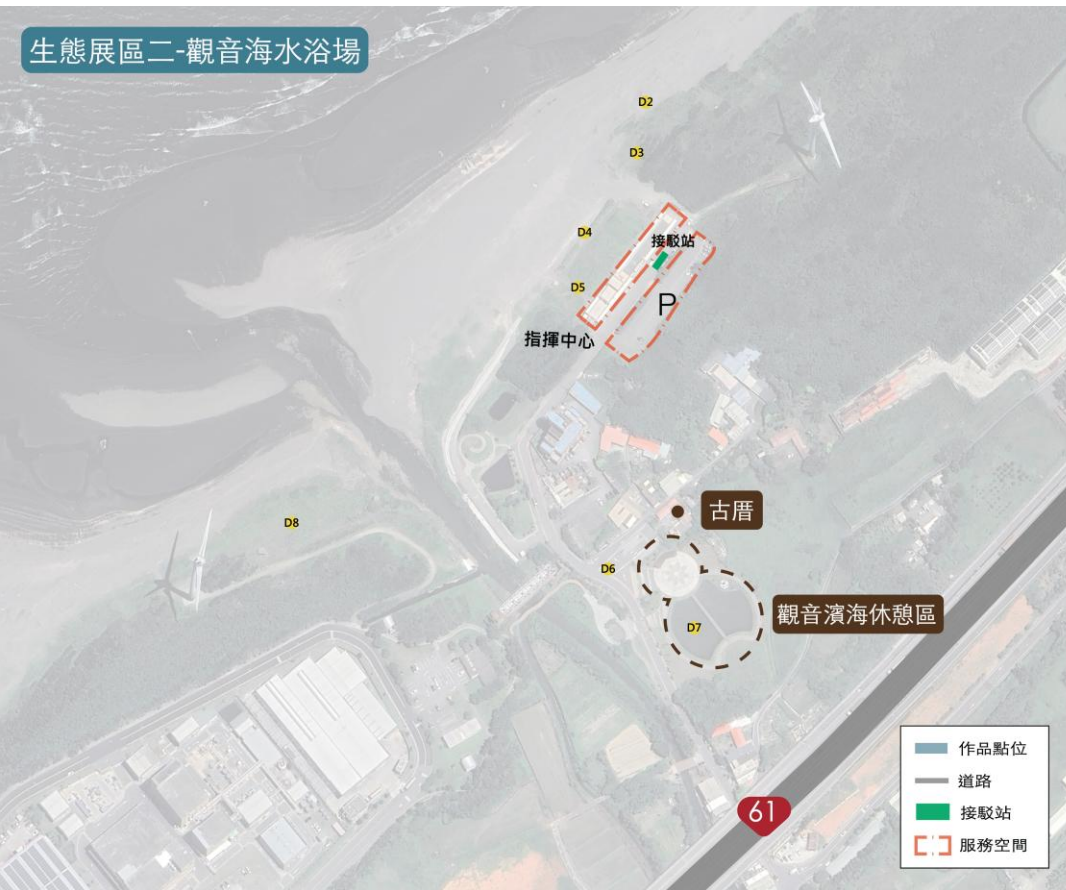 生態展區二-觀音海水浴場
D2
D3
D4
接駁站
D5
P
指揮中心
古厝
D8
D6
觀音濱海休憩區
D7
作品點位
道路
61
接駁站
服務空間